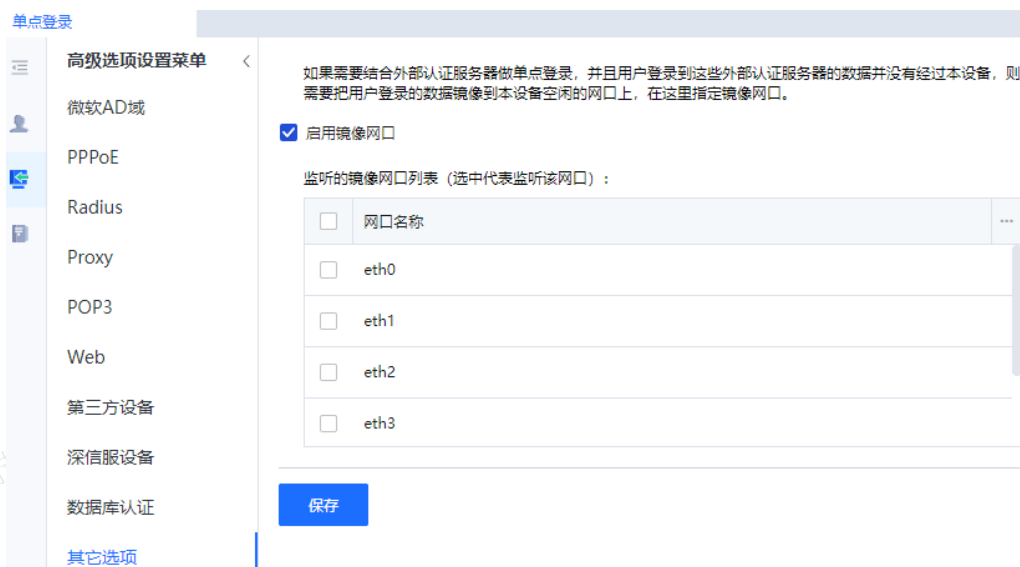 单点登录
高级选项设置菜单
微软AD域
PPPoE
Radius
Proxy
POP3
Web
第三方设备
深信服设备
数据库认证
其它选项
如果需要结合外部认证服务器做单点登录，并且用户登录到这些外部认证服务器的数据并没有经过本设备，则
需要把用户登录的数据镜像到本设备空闲的网口上，在这里指定镜像网口。
启用镜像网口
监听的镜像网口列表（选中代表监听该网口）：
网口名称
eth0
eth1
eth2
eth3
保存